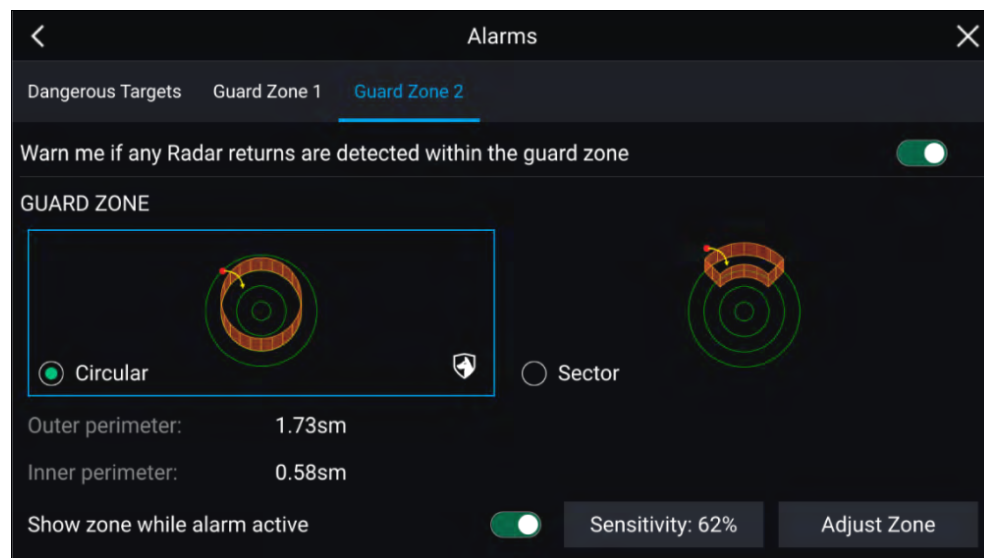 Alarms
Dangerous Targets Guard Zone 1 Guard Zone 2
Warn me if any Radar returns are detected within the guard zone
GUARD ZONE
Circular Sector
Outer perimeter: 1.73sm
Inner perimeter: 0.58sm
Show zone while alarm active Sensitivity: 62% Adjust Zone